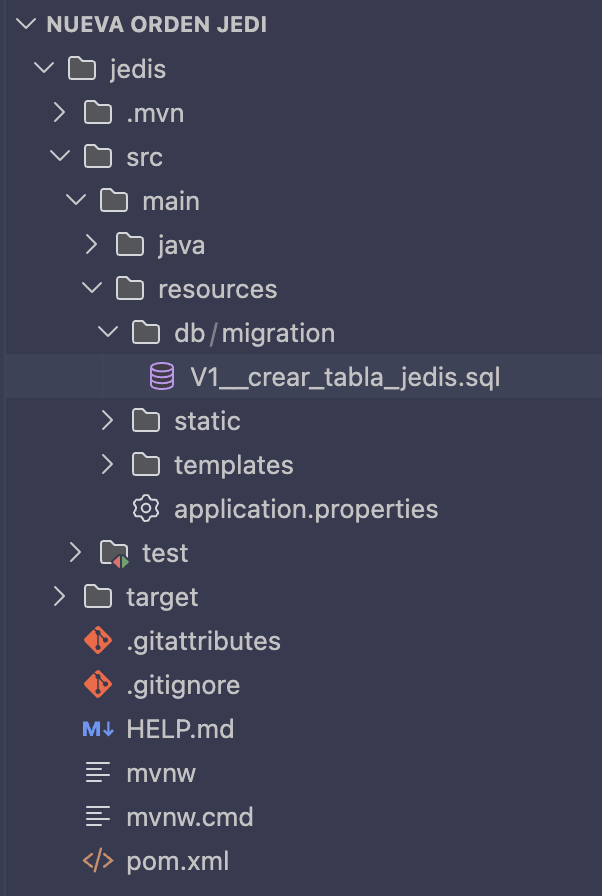 NUEVA ORDEN JEDI
jedis
.mvn
src
main
java
resources
db/migration
V1__crear_tabla_jedis.sql
static
templates
application.properties
test
target
.gitattributes
.gitignore
M↓ HELP.md
mvnw
mvnw.cmd
pom.xml